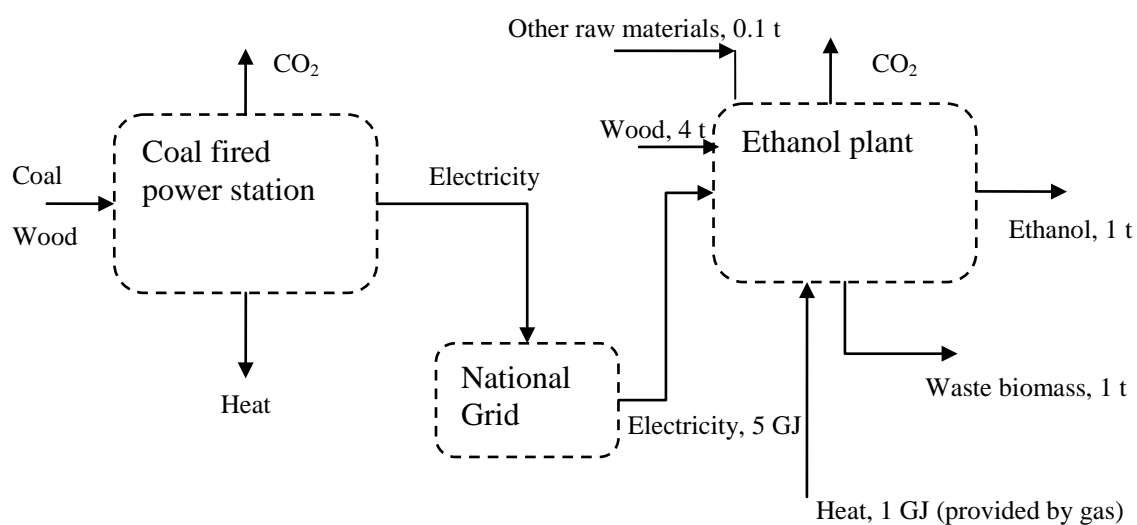 Other raw materials, 0.1 t
CO₂
CO₂
Coal fired
power station
Wood, 4 t
Ethanol plant
Coal
Wood
Electricity
Ethanol, 1 t
National
Grid
Heat
Waste biomass, 1 t
Electricity, 5 GJ
Heat, 1 GJ (provided by gas)